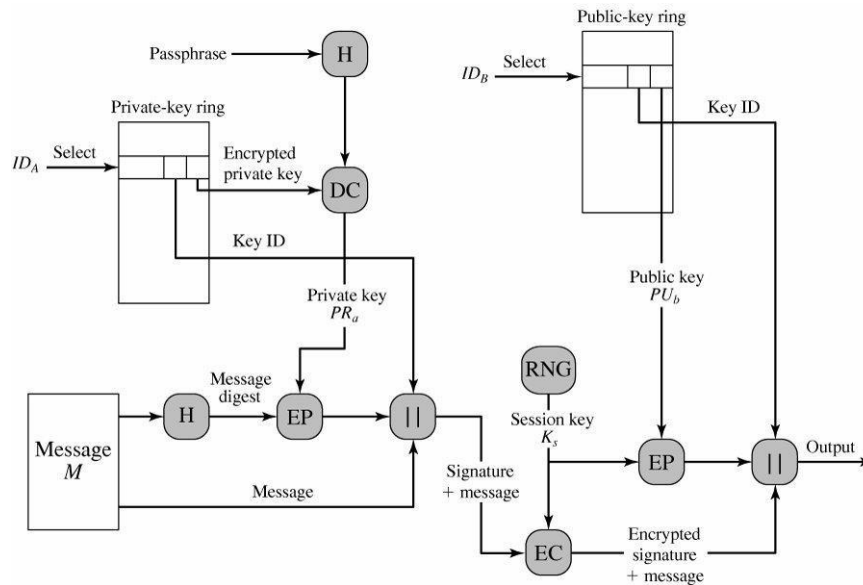 Public-key ring
Passphrase
H
ID_B
Select
Key ID
Private-key ring
ID_A
Select
Encrypted
private key
DC
Key ID
Private key
PR_a
Public key
PU_b
RNG
Message
digest
Session key
K_s
Message
M
H
EP
||
EP
||
Output
Message
Signature
+ message
EC
Encrypted
signature
+ message